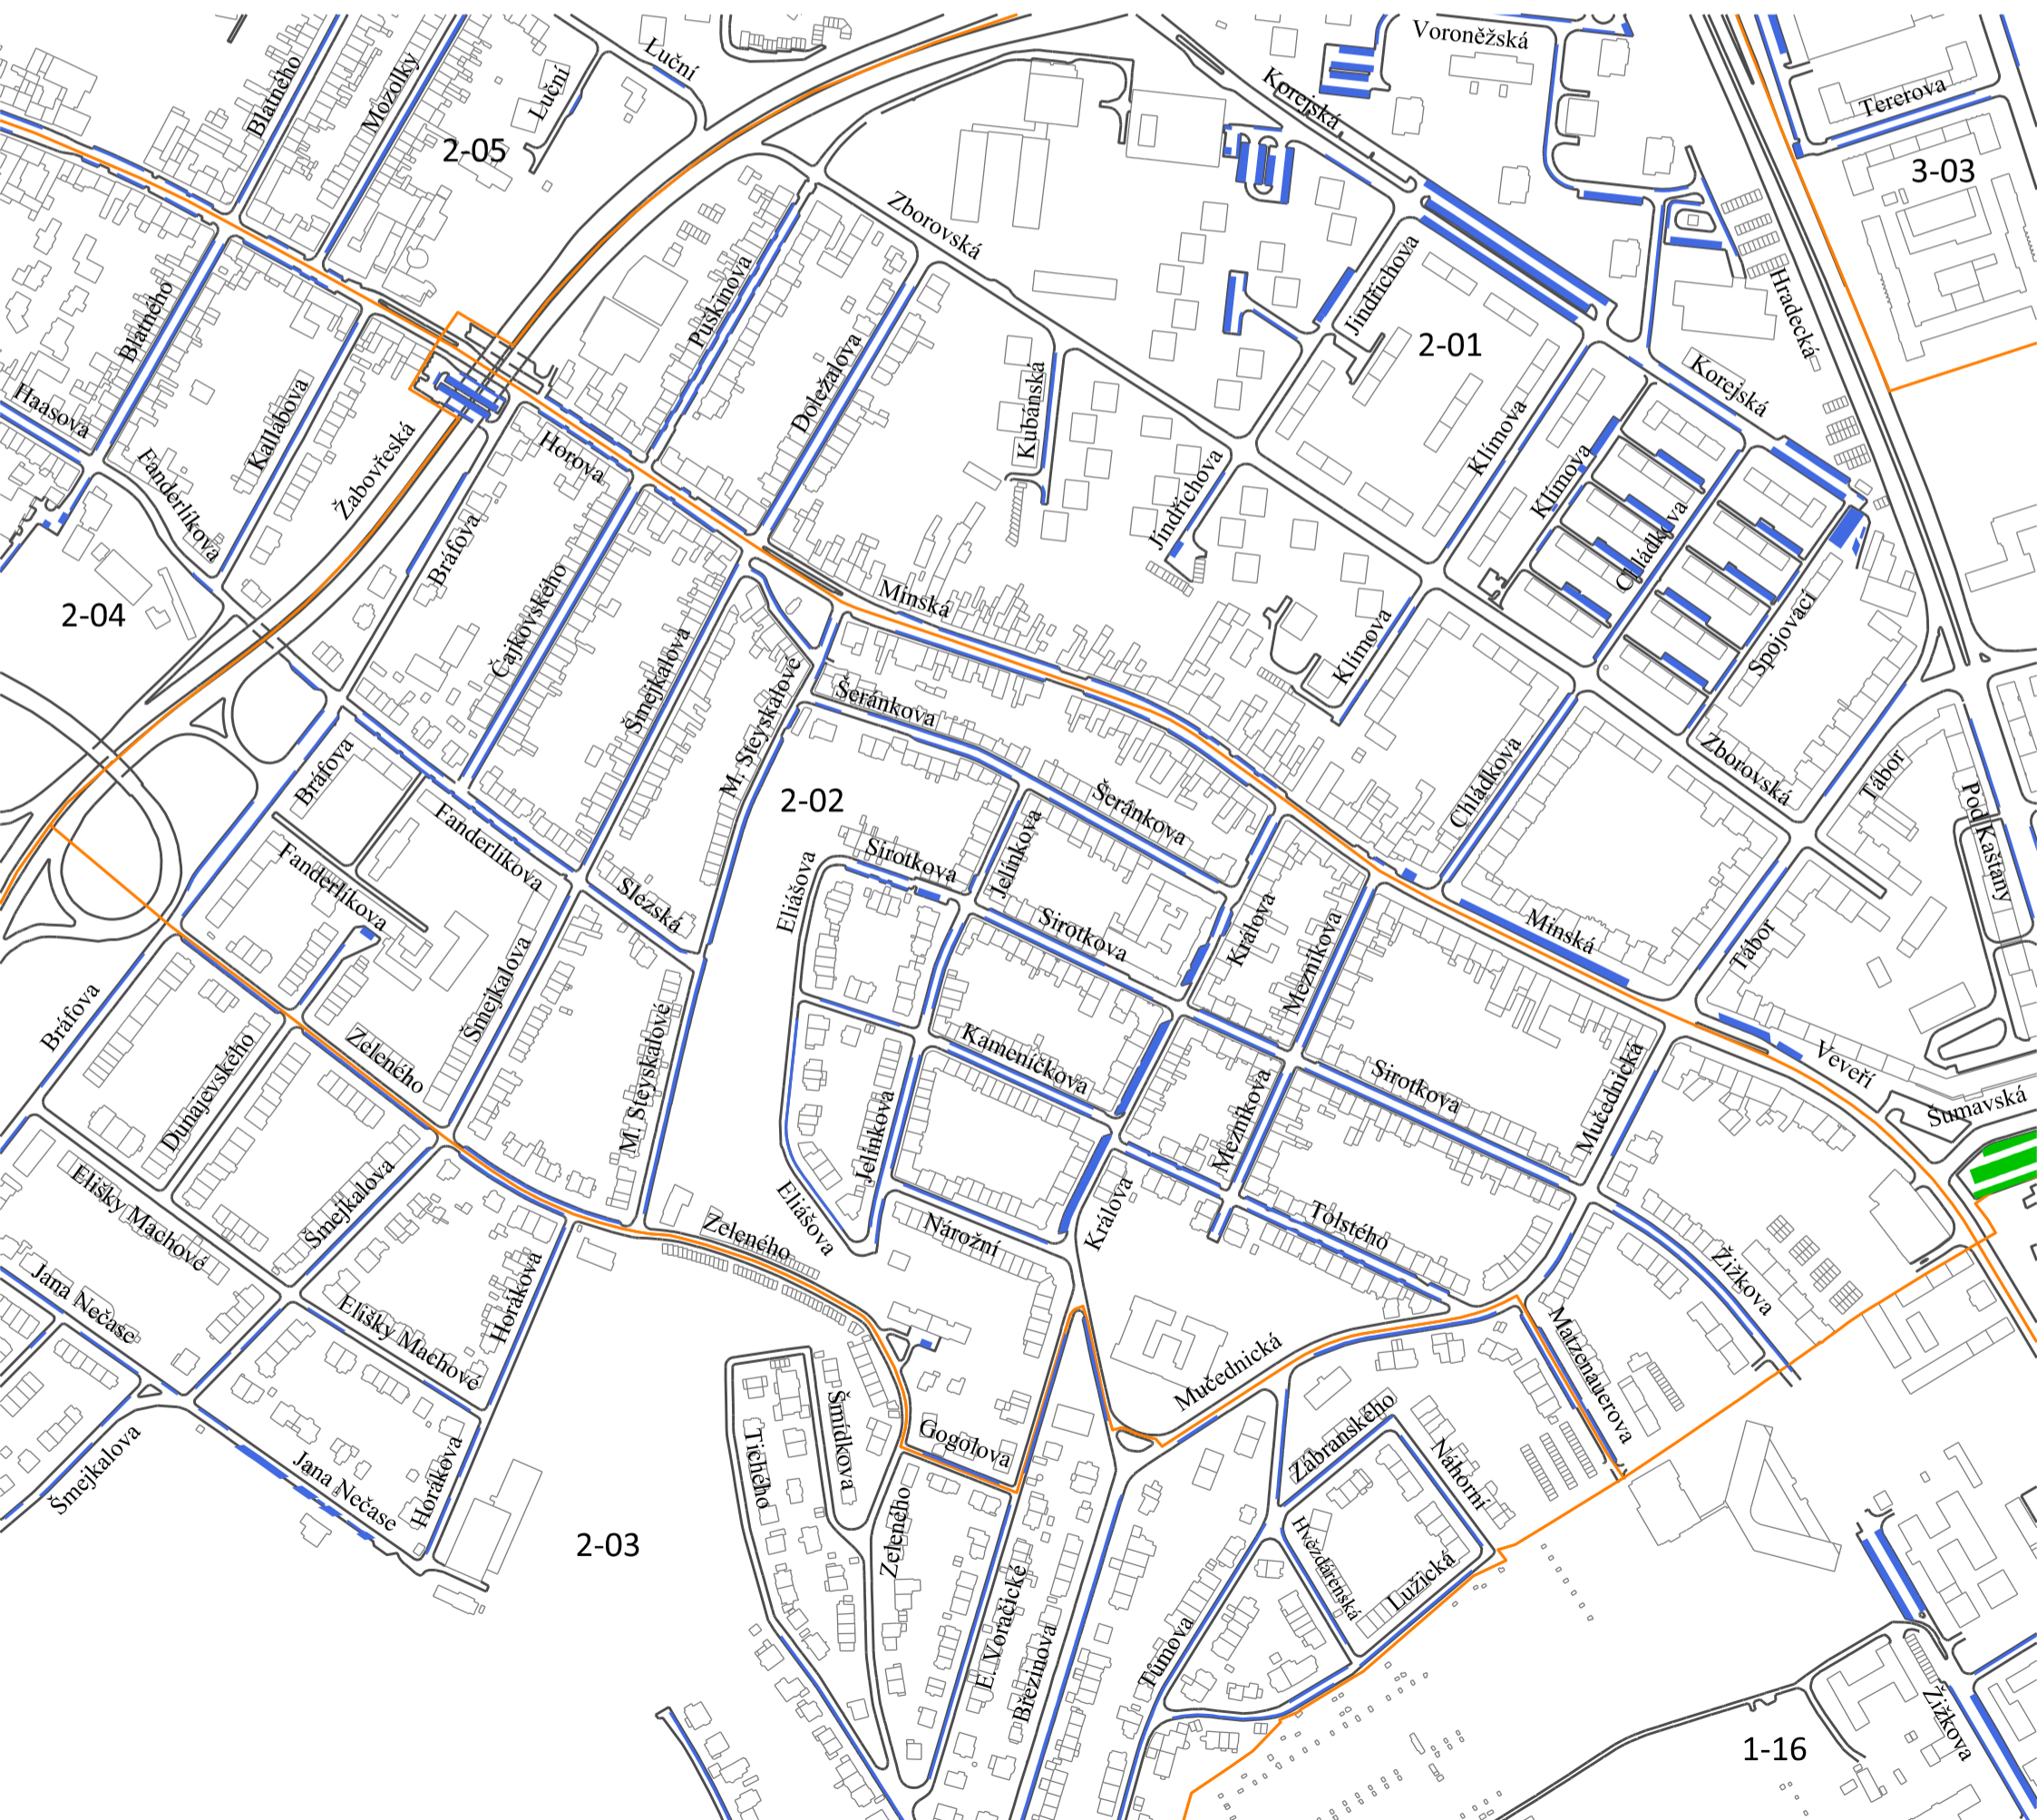 Luční
Voroněžská
Blatného
Mozolky
Luční
Korejská
Tererova
2-05
3-03
Zborovská
Jindřichova
Hradecká
Blatného
Puškinova
2-01
Haasova
Kallabova
Doležalova
Kubánská
Korejská
Žabovřeská
Horova
Klímova
Klímova
Fanderlíkova
Bráfova
Jindřichova
Chládkova
2-04
Čajkovského
Minská
Šmejkalova
Klímova
Spojovací
M. Steyskalové
Šeránkova
Zborovská
Bráfova
2-02
Šeránkova
Chládkova
Tábor
Pod Kaštany
Fanderlíkova
Fanderlíkova
Sirotkova
Jelínkova
Eliášova
Slezská
Sirotkova
Králova
Mezníkova
Minská
Tábor
Bráfova
Šmejkalova
Zeleného
M. Steyskalové
Kameníčkova
Sirotkova
Veveří
Mučednická
Šumavská
Dunajevského
Jelínkova
Mezníkova
Elišky Machové
Šmejkalova
Eliášova
Zeleného
Nárožní
Králova
Tolstého
Žižkova
Jana Nečase
Horákova
Elišky Machové
Matzenauerova
Mučednická
Šmídkova
Tichého
Gogolova
Zábranského
Náhorní
Šmejkalova
Jana Nečase
Horákova
2-03
Zeleného
Hvězdárenská
Lužická
E. Voračické
Březinova
Tůmova
Žižkova
1-16